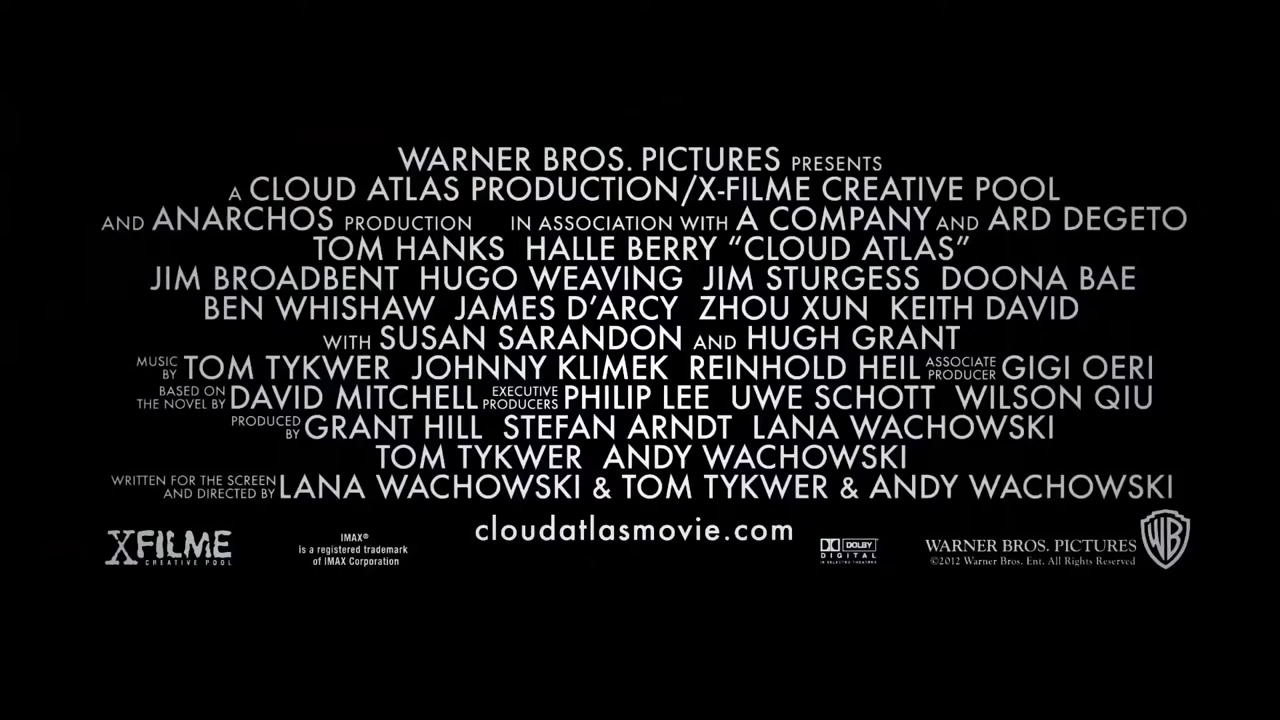 WARNER BROS. PICTURES PRESENTS
A CLOUD ATLAS PRODUCTION/X-FILME CREATIVE POOL
AND ANARCHOS PRODUCTION IN ASSOCIATION WITH A COMPANY AND ARD DEGETO
TOM HANKS HALLE BERRY “CLOUD ATLAS”
JIM BROADBENT HUGO WEAVING JIM STURGESS DOONA BAE
BEN WHISHAW JAMES D’ARCY ZHOU XUN KEITH DAVID
WITH SUSAN SARANDON AND HUGH GRANT
MUSIC BY TOM TYKWER JOHNNY KLIMEK REINHOLD HEIL ASSOCIATE PRODUCER GIGI OERI
BASED ON THE NOVEL BY DAVID MITCHELL EXECUTIVE PRODUCERS PHILIP LEE UWE SCHOTT WILSON QIU
PRODUCED BY GRANT HILL STEFAN ARNDT LANA WACHOWSKI
TOM TYKWER ANDY WACHOWSKI
WRITTEN FOR THE SCREEN AND DIRECTED BY LANA WACHOWSKI & TOM TYKWER & ANDY WACHOWSKI
cloudatlasmovie.com
XFILME
CREATIVE POOL
IMAX®
is a registered trademark
of IMAX Corporation
DOLBY
DIGITAL
IN SELECTED THEATERS
WARNER BROS. PICTURES
©2012 Warner Bros. Ent. All Rights Reserved
WB